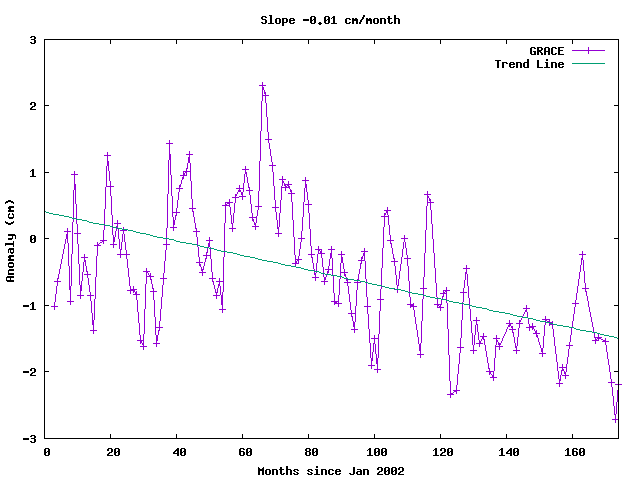 Slope -0.01 cm/month
GRACE
Trend Line
3
2
1
0
-1
-2
-3
Anomaly (cm)
0 20 40 60 80 100 120 140 160
Months since Jan 2002